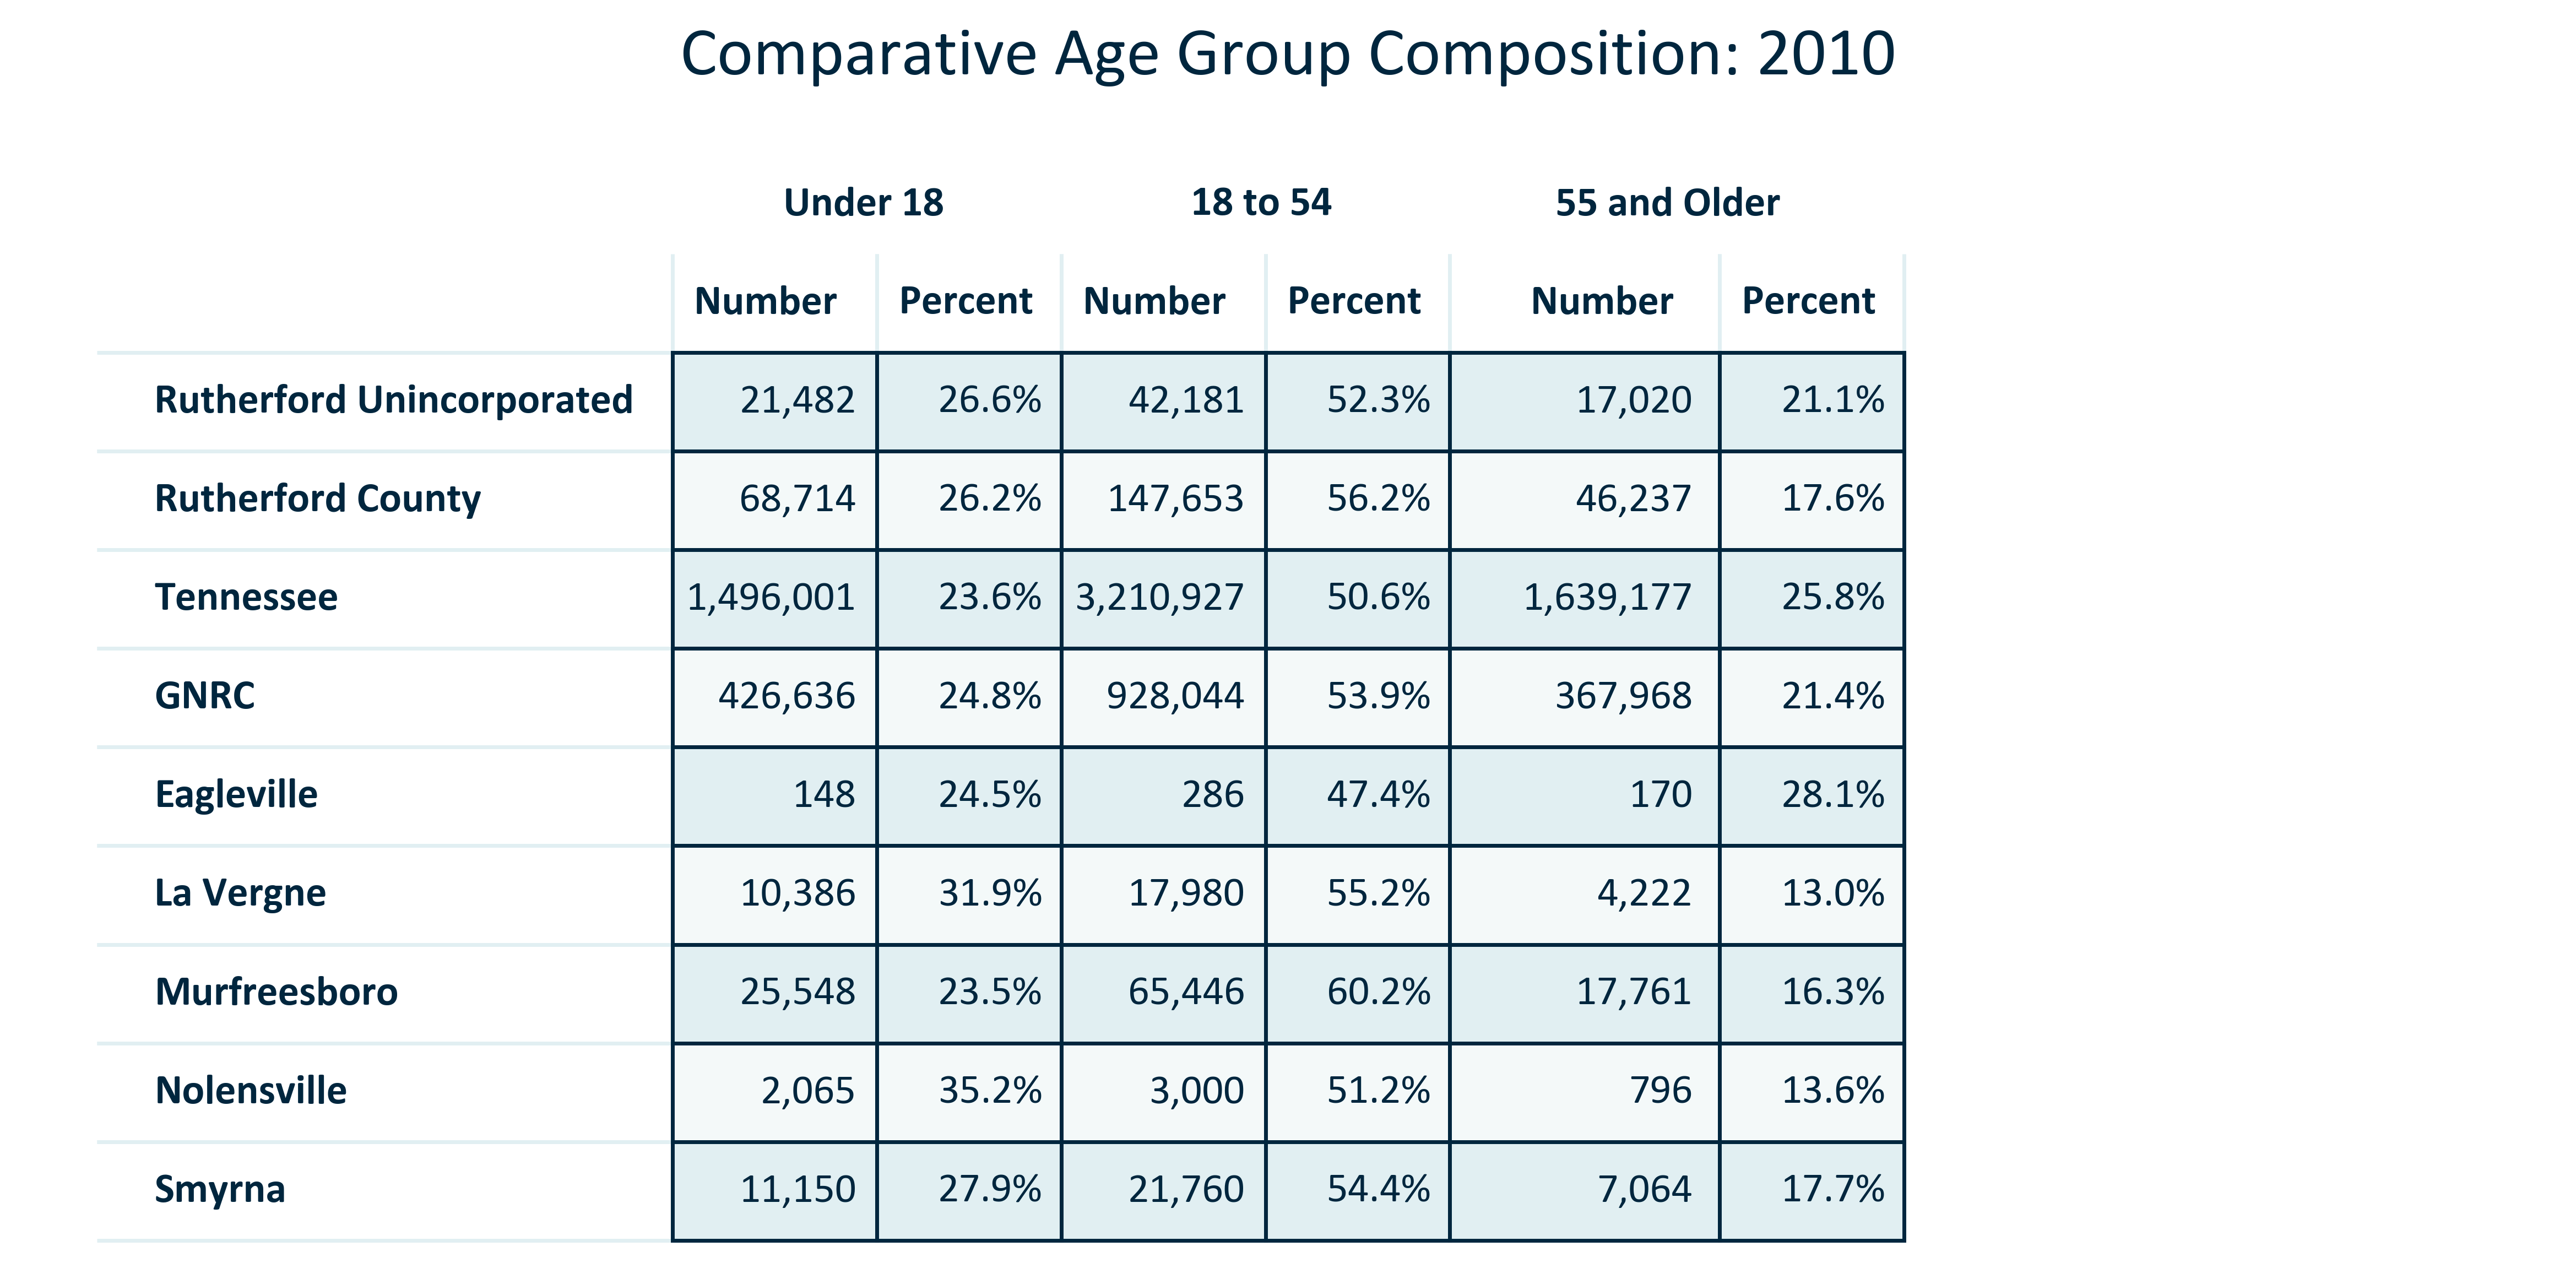 Comparative Age Group Composition: 2010
Under 18 18 to 54 55 and Older
Number Percent Number Percent Number Percent
Rutherford Unincorporated 21,482 26.6% 42,181 52.3% 17,020 21.1%
Rutherford County 68,714 26.2% 147,653 56.2% 46,237 17.6%
Tennessee 1,496,001 23.6% 3,210,927 50.6% 1,639,177 25.8%
GNRC 426,636 24.8% 928,044 53.9% 367,968 21.4%
Eagleville 148 24.5% 286 47.4% 170 28.1%
La Vergne 10,386 31.9% 17,980 55.2% 4,222 13.0%
Murfreesboro 25,548 23.5% 65,446 60.2% 17,761 16.3%
Nolensville 2,065 35.2% 3,000 51.2% 796 13.6%
Smyrna 11,150 27.9% 21,760 54.4% 7,064 17.7%